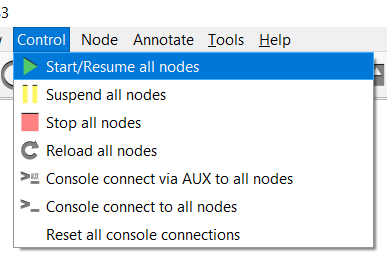 Control Node Annotate Tools Help
Start/Resume all nodes
Suspend all nodes
Stop all nodes
Reload all nodes
AUX Console connect via AUX to all nodes
Console connect to all nodes
Reset all console connections